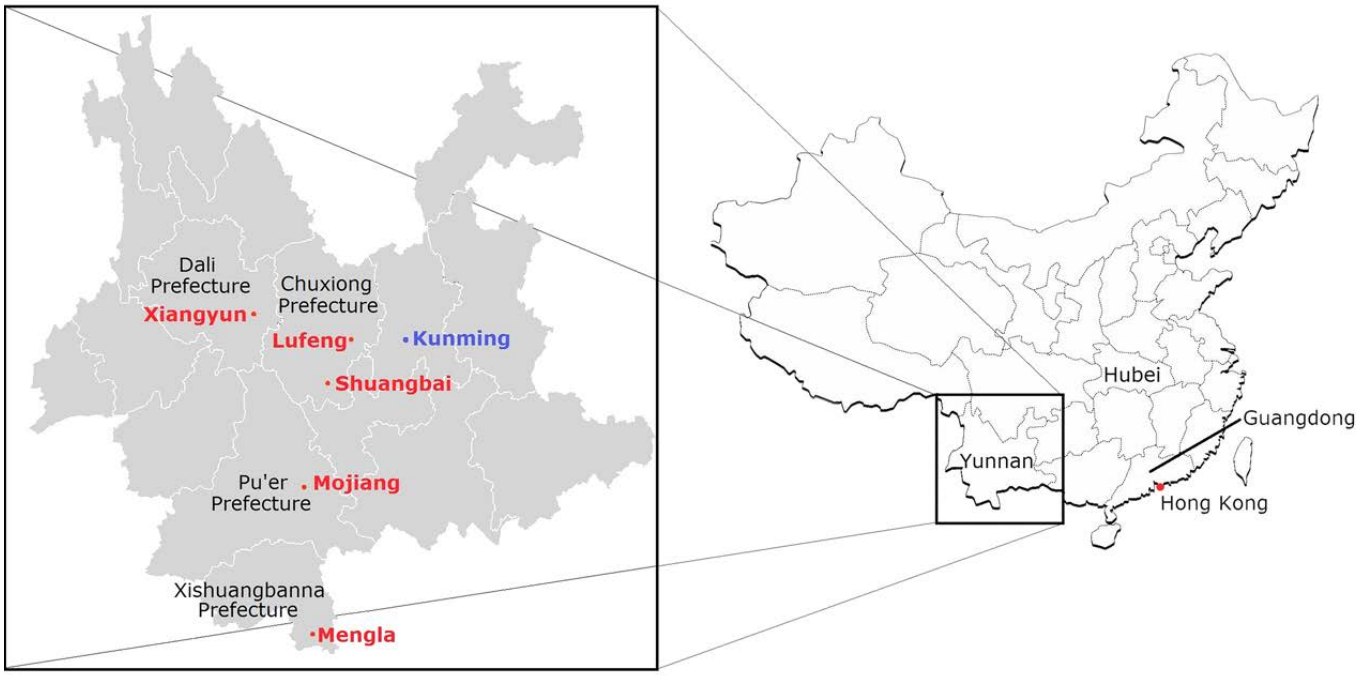 Dali
Prefecture
Xiangyun
Chuxiong
Prefecture
Lufeng
Kunming
Shuangbai
Pu'er
Prefecture
Mojiang
Xishuangbanna
Prefecture
Mengla
Hubei
Guangdong
Yunnan
Hong Kong